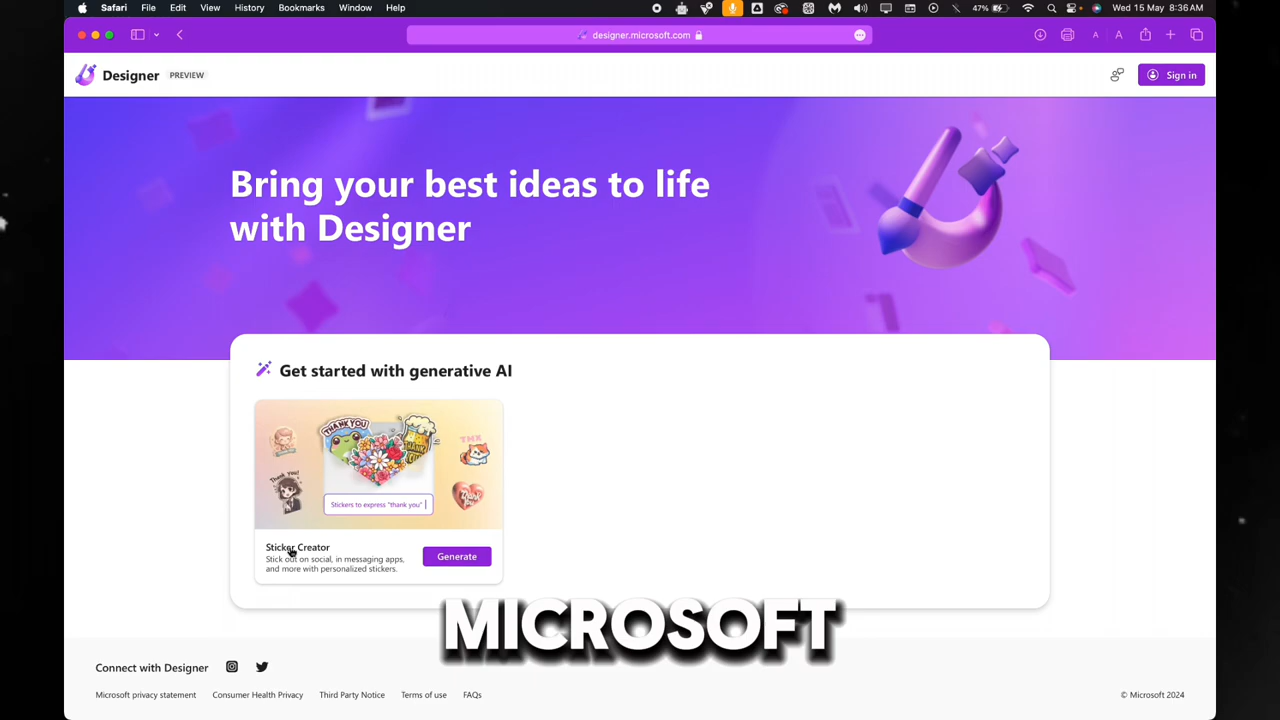 Safari File Edit View History Bookmarks Window Help
47% Wed 15 May 8:36 AM
designer.microsoft.com
A A
Designer PREVIEW
Sign in
Bring your best ideas to life
with Designer
Get started with generative AI
THANK YOU
THANK YOU
Thank you!
Stickers to express "thank you"
Sticker Creator
Stick out on social, in messaging apps,
and more with personalized stickers.
Generate
MICROSOFT
Connect with Designer
Microsoft privacy statement Consumer Health Privacy Third Party Notice Terms of use FAQs
© Microsoft 2024